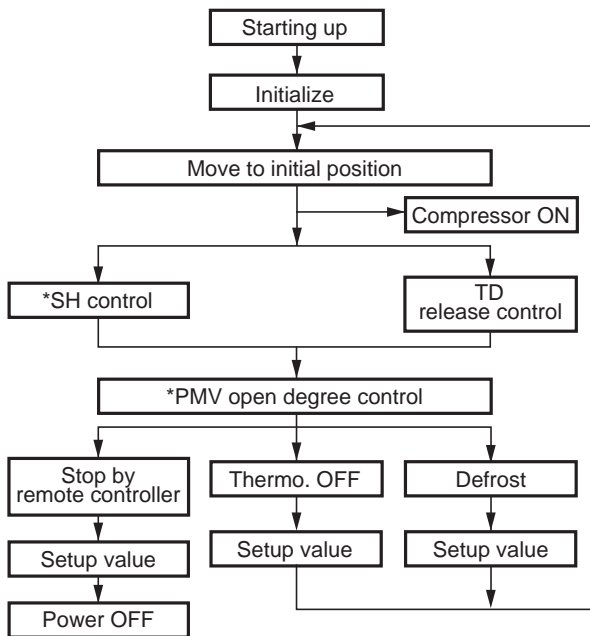 Starting up
Initialize
Move to initial position
Compressor ON
*SH control
TD
release control
*PMV open degree control
Stop by
remote controller
Thermo. OFF
Defrost
Setup value
Setup value
Setup value
Power OFF